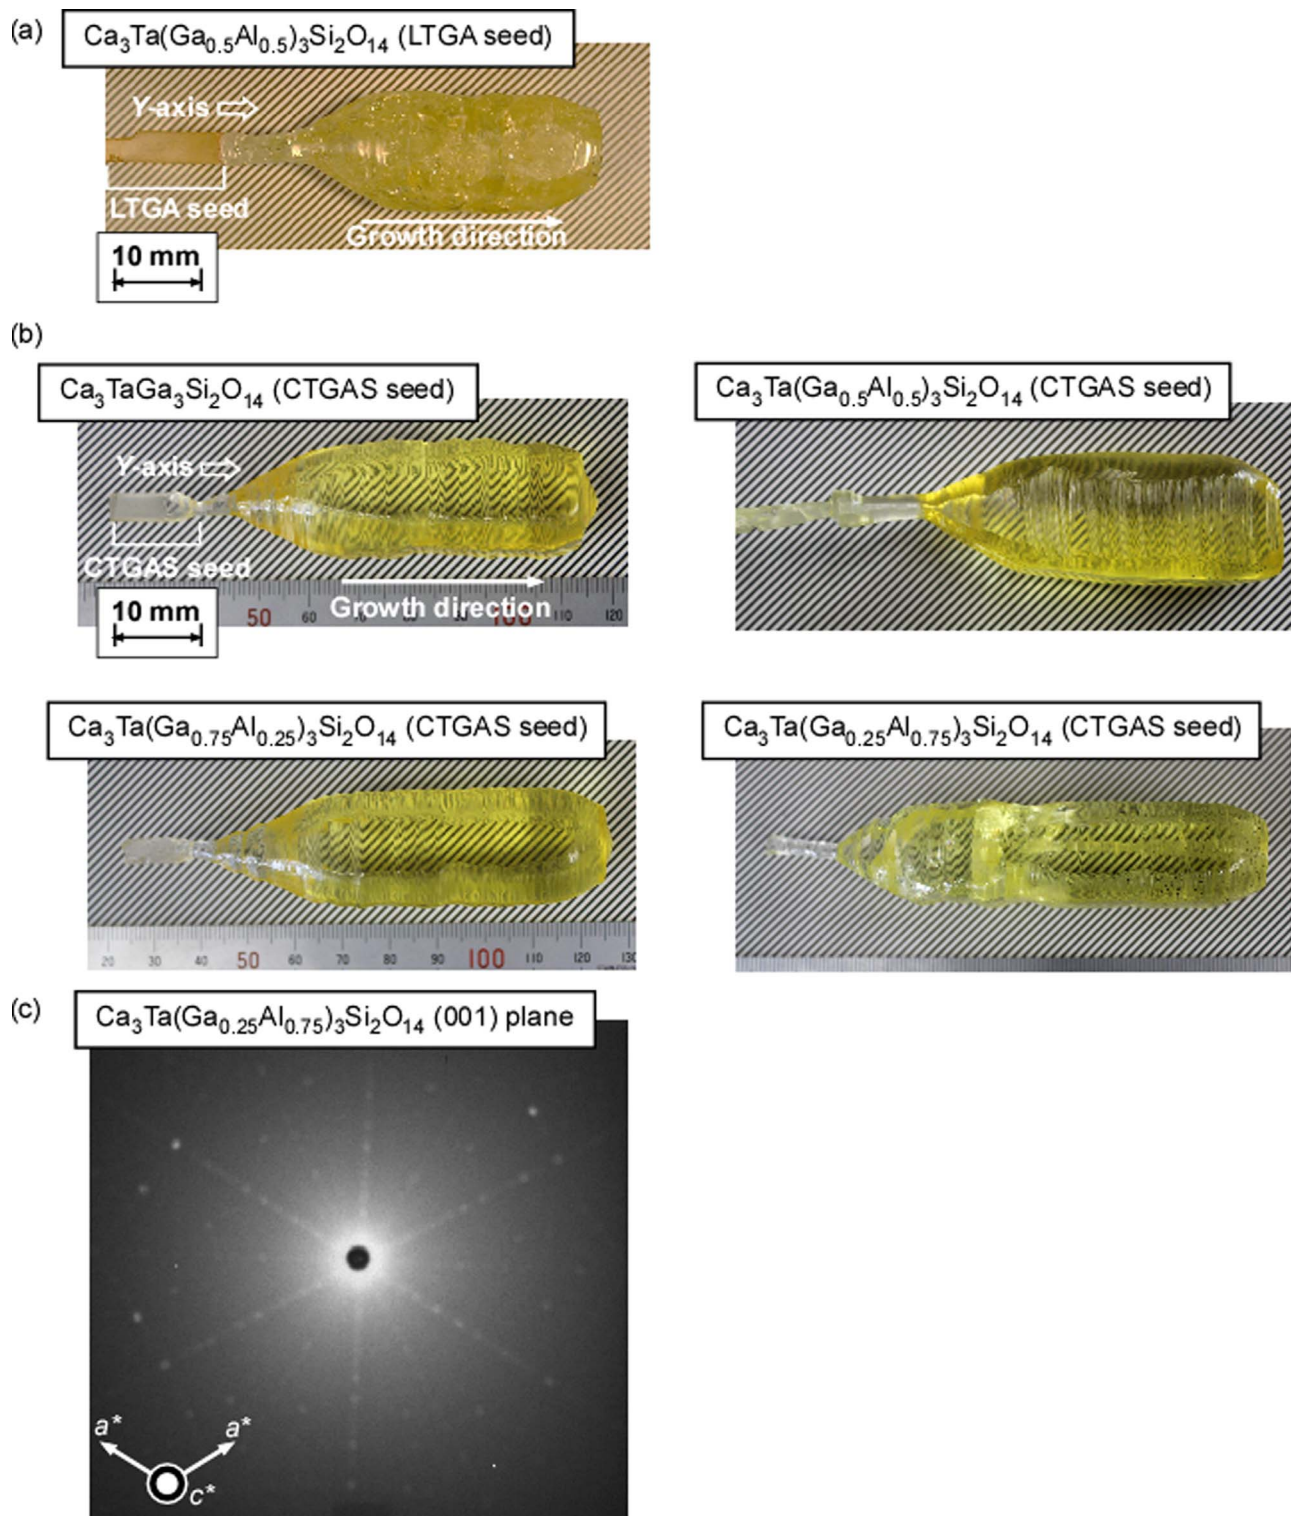 (a)
Ca₃Ta(Ga₀.₅Al₀.₅)₃Si₂O₁₄ (LTGA seed)
Y-axis
LTGA seed
Growth direction
10 mm
(b)
Ca₃TaGa₃Si₂O₁₄ (CTGAS seed)
Y-axis
CTGAS seed
Growth direction
50 60 70 80 90 100 110 120
10 mm
Ca₃Ta(Ga₀.₅Al₀.₅)₃Si₂O₁₄ (CTGAS seed)
Ca₃Ta(Ga₀.₇₅Al₀.₂₅)₃Si₂O₁₄ (CTGAS seed)
20 30 40 50 60 70 80 90 100 110 120 130
Ca₃Ta(Ga₀.₂₅Al₀.₇₅)₃Si₂O₁₄ (CTGAS seed)
(c)
Ca₃Ta(Ga₀.₂₅Al₀.₇₅)₃Si₂O₁₄ (001) plane
a* a*
c*